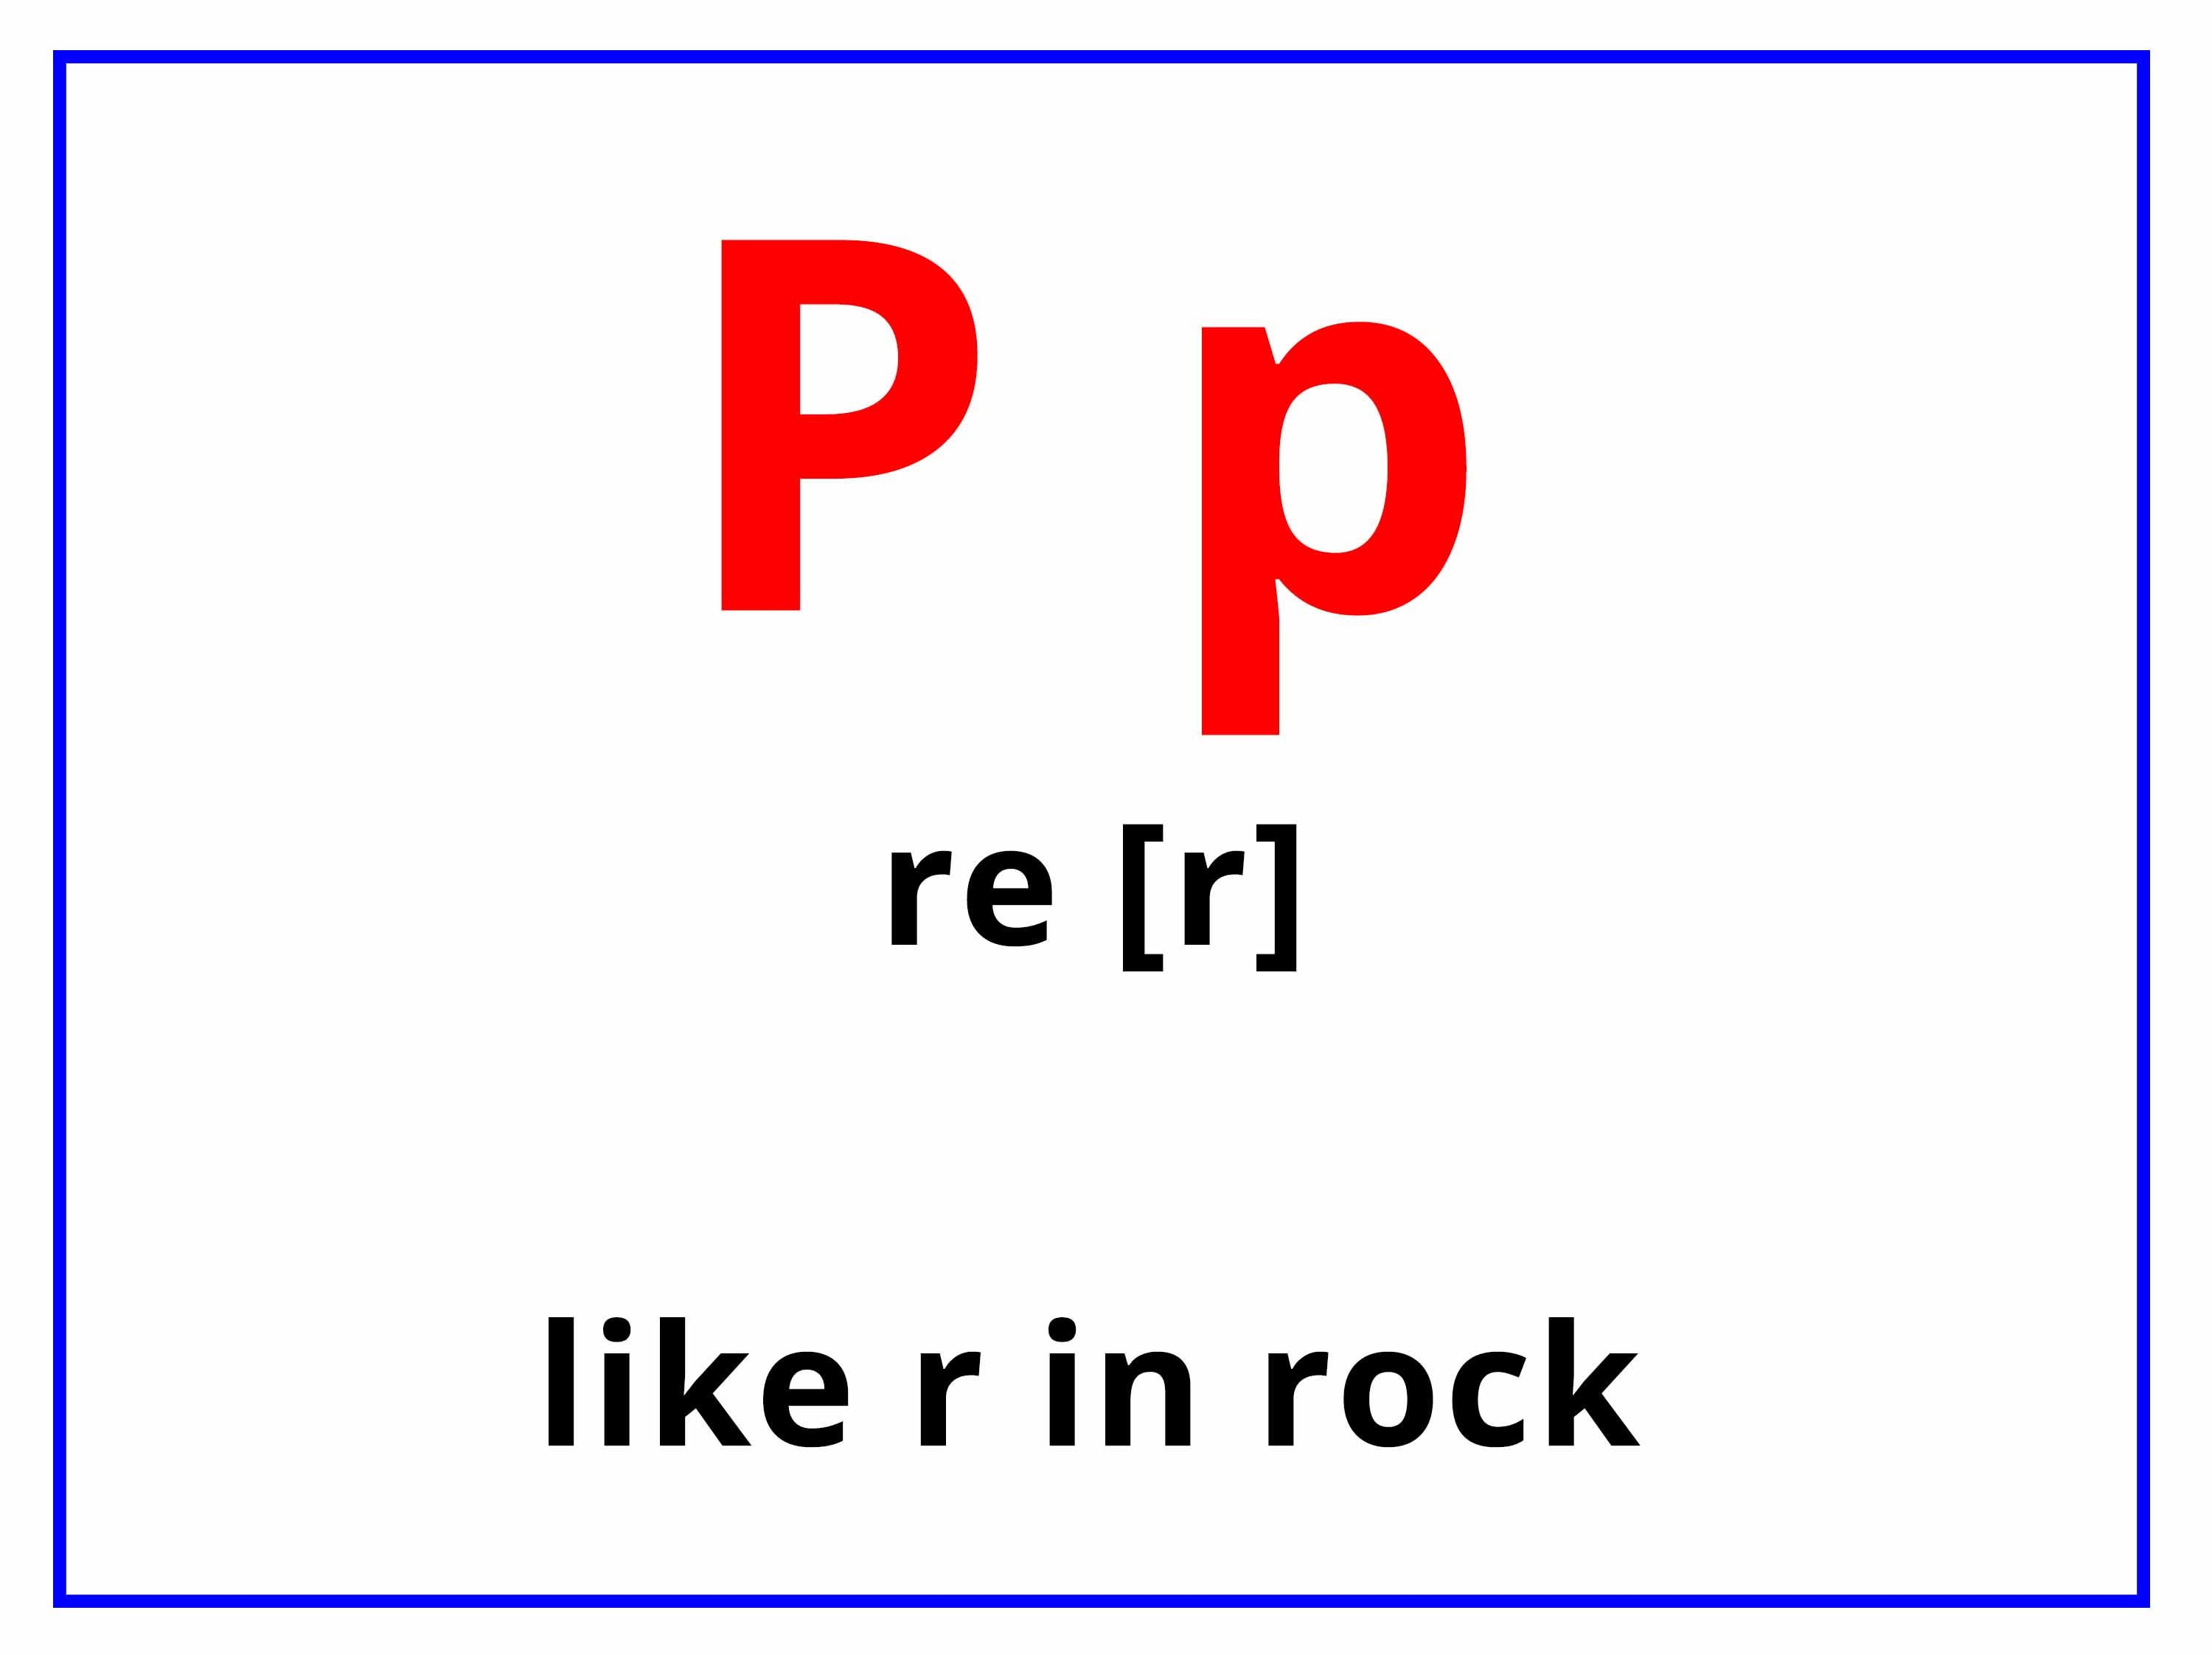 Р р
re [r]
like r in rock